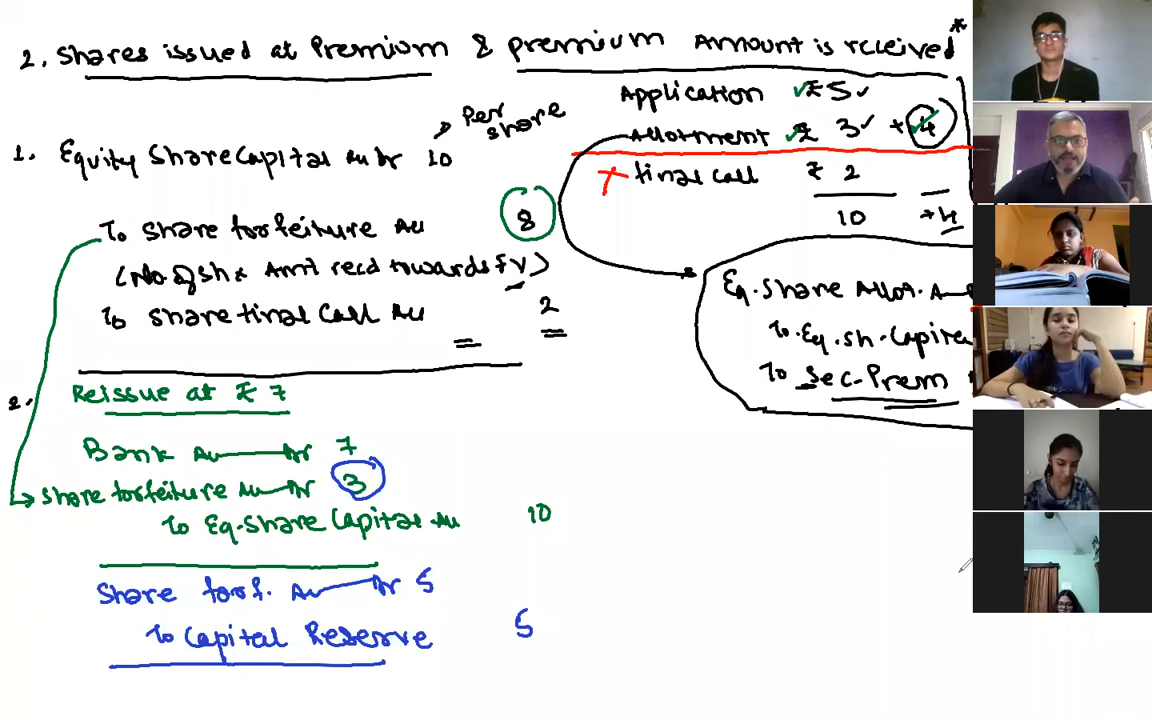 2. Shares issued at Premium & premium Amount is received*
Application ✓₹ 5✓
Allotment ✓₹ 3✓ + 4
X final call ₹ 2
10 +4
→ Per share
1. Equity Share Capital A/c Dr 10
To share forfeiture A/c 8
(No of sh x Amt recd towards FV)
To share final call A/c 2
Eq. Share Allot. A
To Eq. sh. Capital
To Sec. Prem
2. Reissue at ₹ 7
Bank A/c Dr 7
Share forfeiture A/c Dr 3
To Eq. Share Capital A/c 10
Share forf. A/c Dr 5
To Capital Reserve 5